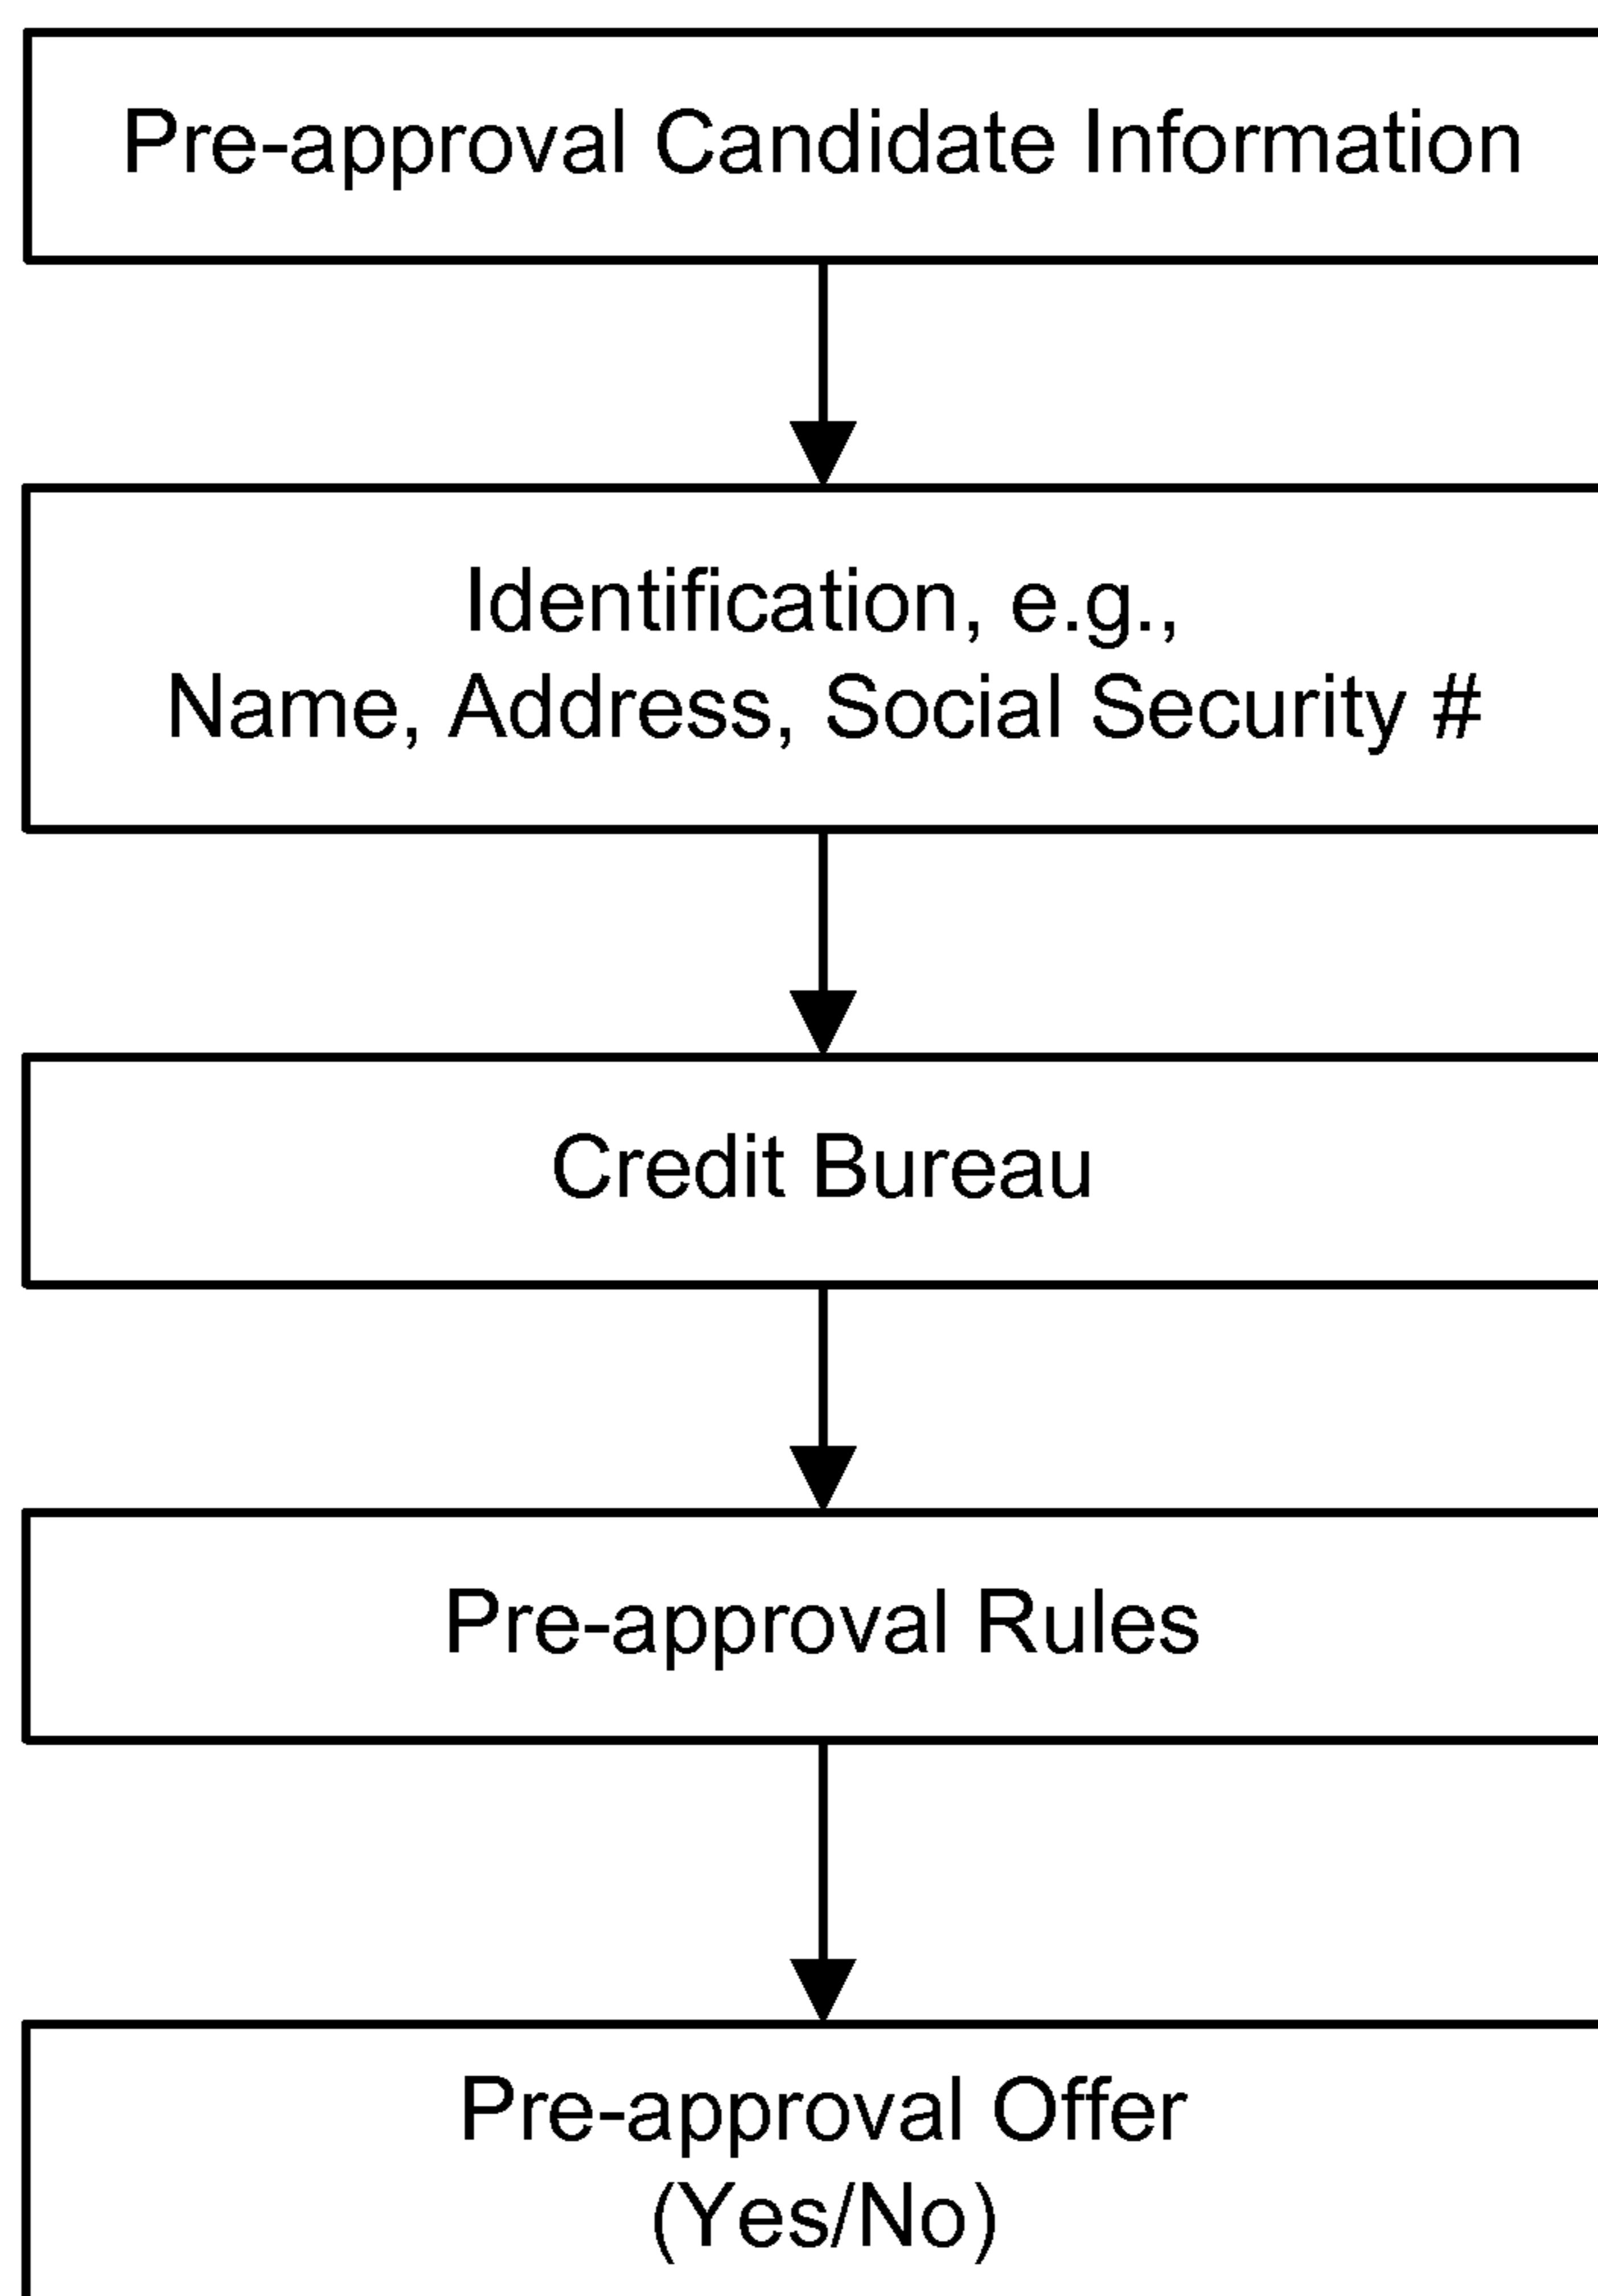 Pre-approval Candidate Information
Identification, e.g.,
Name, Address, Social Security #
Credit Bureau
Pre-approval Rules
Pre-approval Offer
(Yes/No)